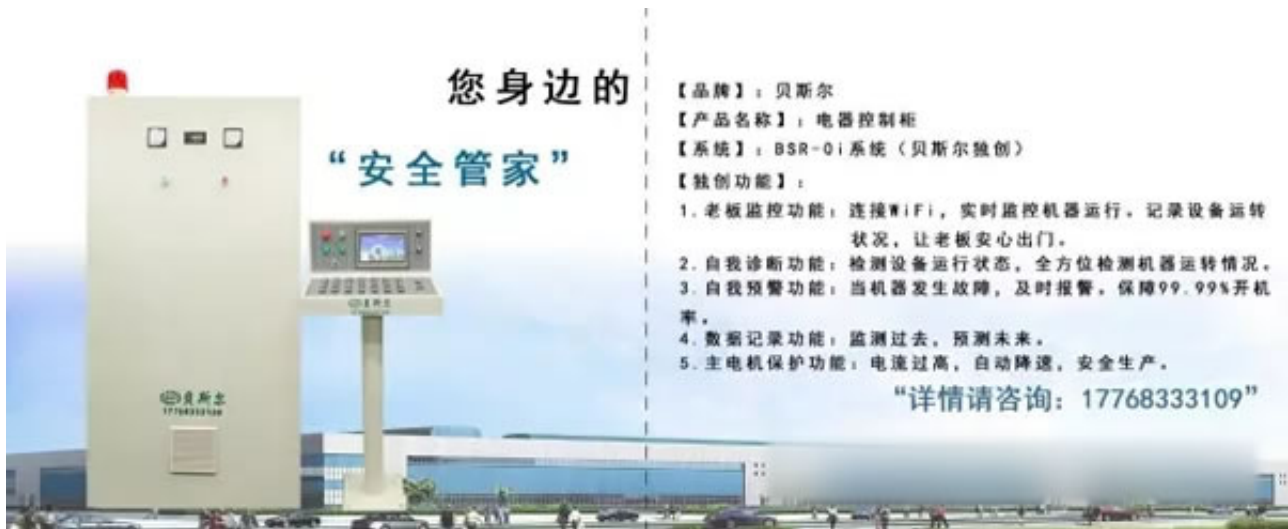 您身边的
“安全管家”
贝斯尔
贝斯尔
17768333109
【品牌】：贝斯尔
【产品名称】：电器控制柜
【系统】：BSR-0i系统（贝斯尔独创）
【独创功能】：
1.老板监控功能：连接WiFi，实时监控机器运行。记录设备运转
状况，让老板安心出门。
2.自我诊断功能：检测设备运行状态，全方位检测机器运转情况。
3.自我预警功能：当机器发生故障，及时报警。保障99.99%开机
率。
4.数据记录功能：监测过去，预测未来。
5.主电机保护功能：电流过高，自动降速，安全生产。
“详情请咨询：17768333109”